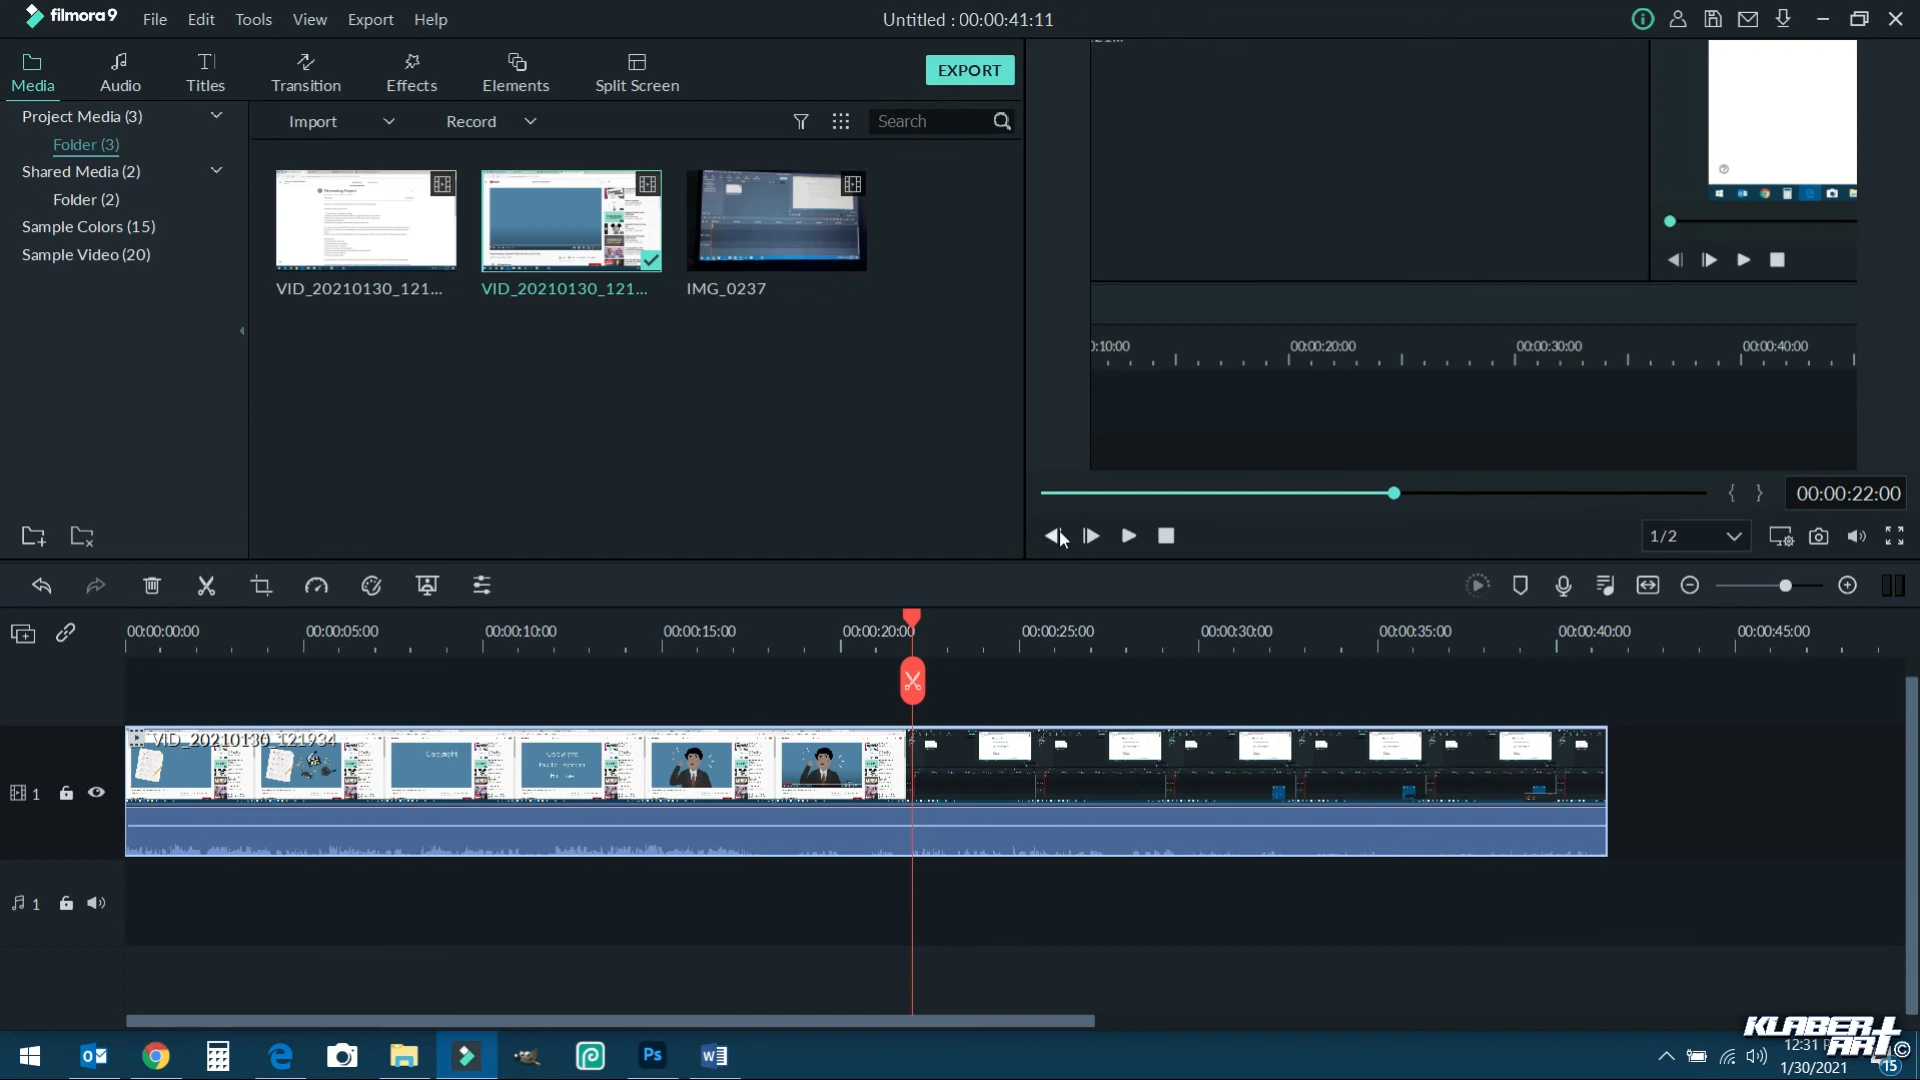 filmora9 File Edit Tools View Export Help Untitled : 00:00:41:11
Media Audio Titles Transition Effects Elements Split Screen EXPORT
Project Media (3)
Folder (3)
Shared Media (2)
Folder (2)
Sample Colors (15)
Sample Video (20)
Import Record Search
VID_20210130_121... VID_20210130_121... IMG_0237
0:10:00 00:00:20:00 00:00:30:00 00:00:40:00
00:00:22:00
1/2
00:00:00:00 00:00:05:00 00:00:10:00 00:00:15:00 00:00:20:00 00:00:25:00 00:00:30:00 00:00:35:00 00:00:40:00 00:00:45:00
VID_20210130_121934
1
1
KLABER ART ©
12:31 P
1/30/2021
15
Ps